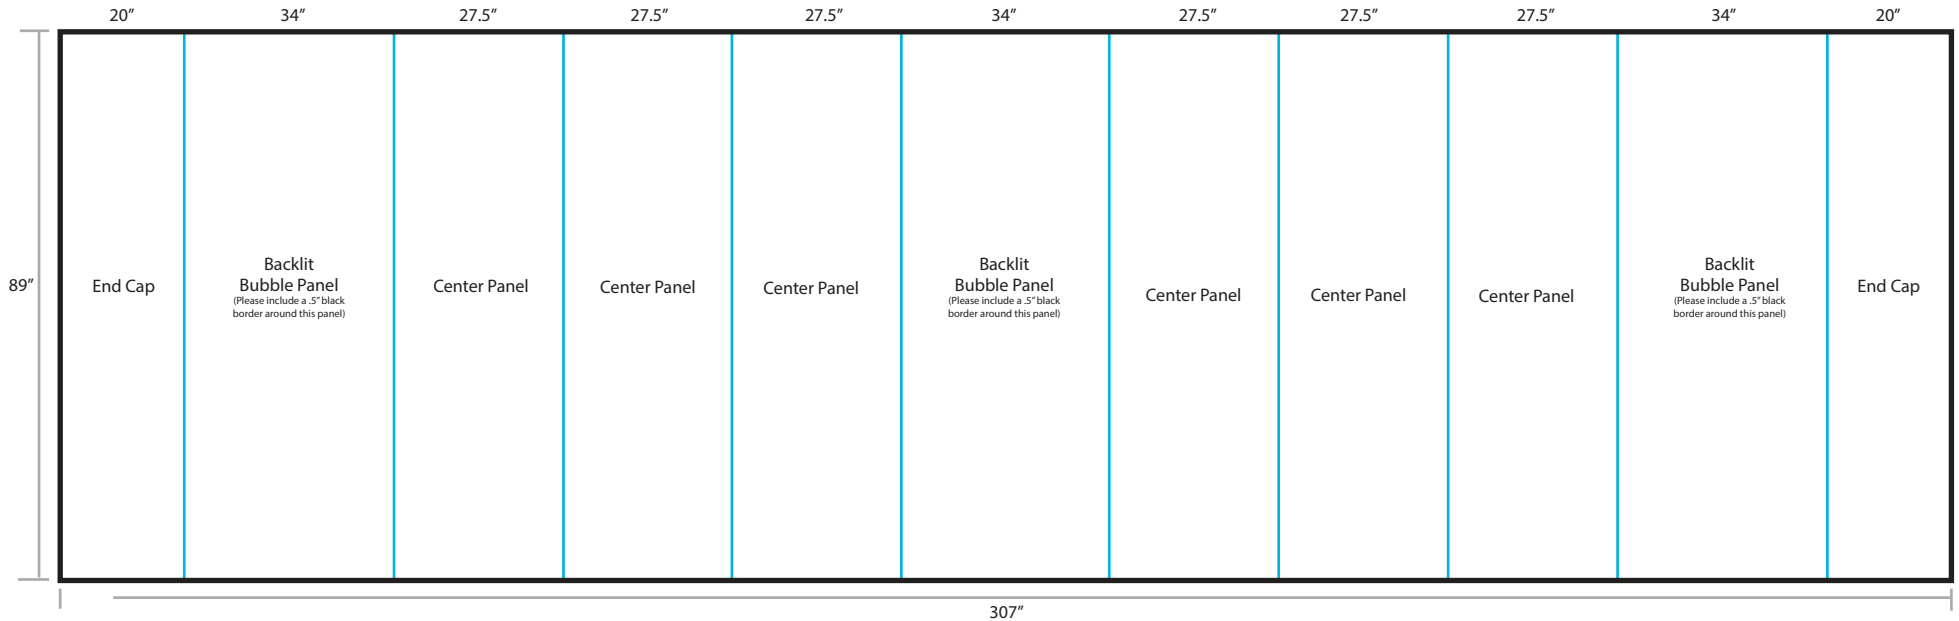 20”
34”
27.5”
27.5”
27.5”
34”
27.5”
27.5”
27.5”
34”
20”
89”
End Cap
Backlit
Bubble Panel
(Please include a .5” black
border around this panel)
Center Panel
Center Panel
Center Panel
Backlit
Bubble Panel
(Please include a .5” black
border around this panel)
Center Panel
Center Panel
Center Panel
Backlit
Bubble Panel
(Please include a .5” black
border around this panel)
End Cap
307”